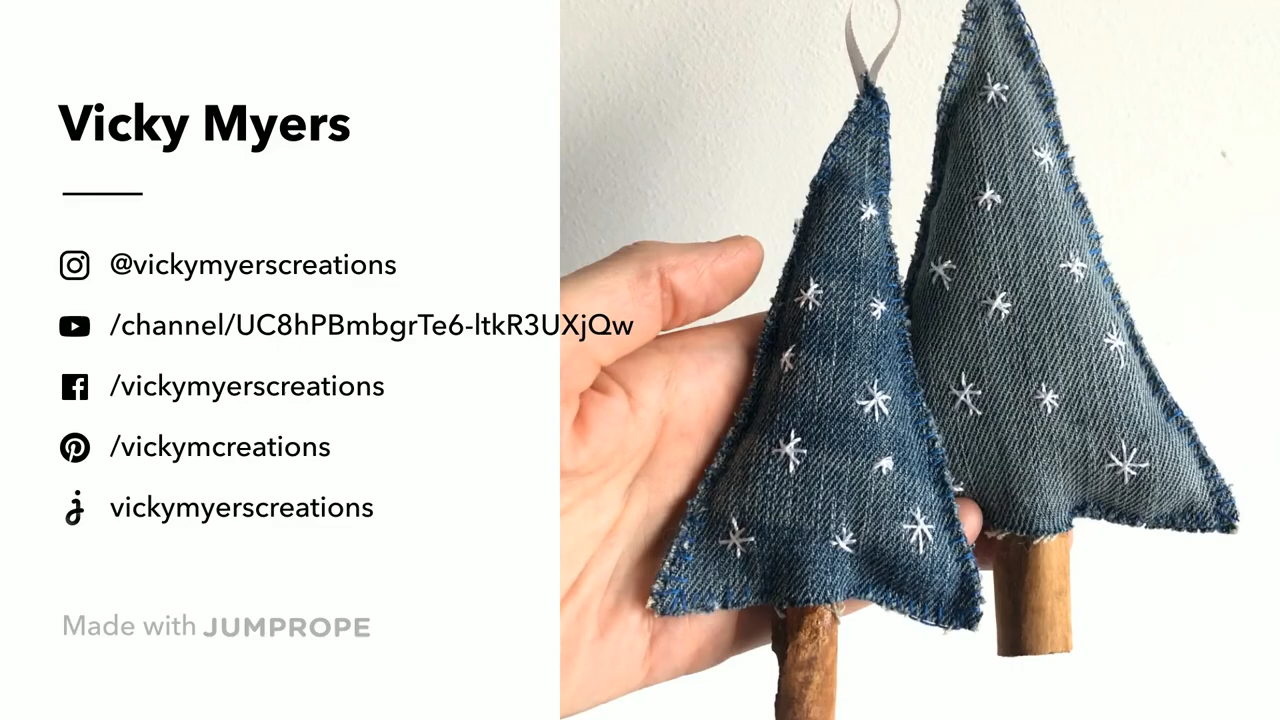 Vicky Myers
@vickymyerscreations
/channel/UC8hPBmbgrTe6-ltkR3UXjQw
/vickymyerscreations
/vickymcreations
vickymyerscreations
Made with JUMPROPE